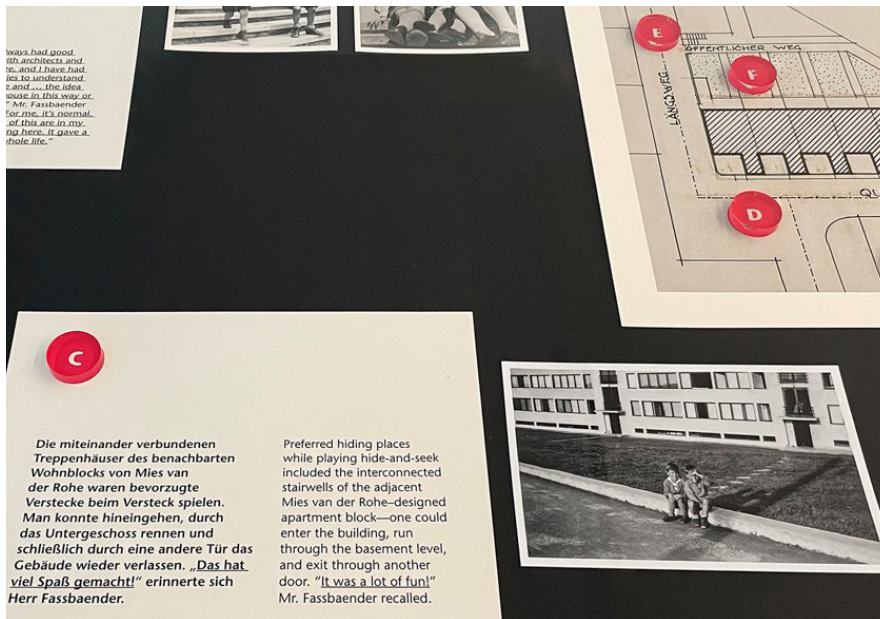 always had good
with architects and
re, and I have had
ies to understand
e and … the idea
house in this way or
” Mr. Fassbaender
For me, it’s normal.
of this are in my
ng here. It gave a
whole life.”
E
ÖFFENTLICHER WEG
F
LÄNGSWEG
QU
D
C
Die miteinander verbundenen
Treppenhäuser des benachbarten
Wohnblocks von Mies van
der Rohe waren bevorzugte
Verstecke beim Versteck spielen.
Man konnte hineingehen, durch
das Untergeschoss rennen und
schließlich durch eine andere Tür das
Gebäude wieder verlassen. „Das hat
viel Spaß gemacht!“ erinnerte sich
Herr Fassbaender.
Preferred hiding places
while playing hide-and-seek
included the interconnected
stairwells of the adjacent
Mies van der Rohe–designed
apartment block—one could
enter the building, run
through the basement level,
and exit through another
door. “It was a lot of fun!”
Mr. Fassbaender recalled.